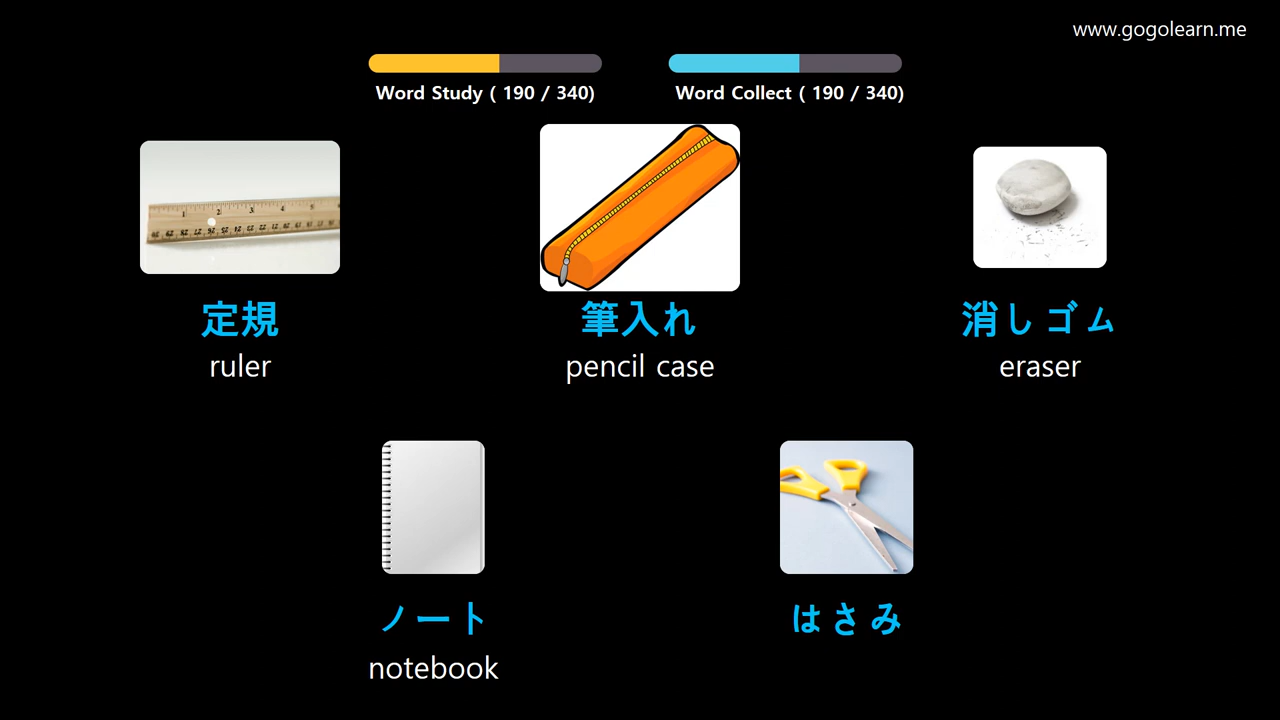 www.gogolearn.me
Word Study ( 190 / 340)
Word Collect ( 190 / 340)
定規
ruler
筆入れ
pencil case
消しゴム
eraser
ノート
notebook
はさみ